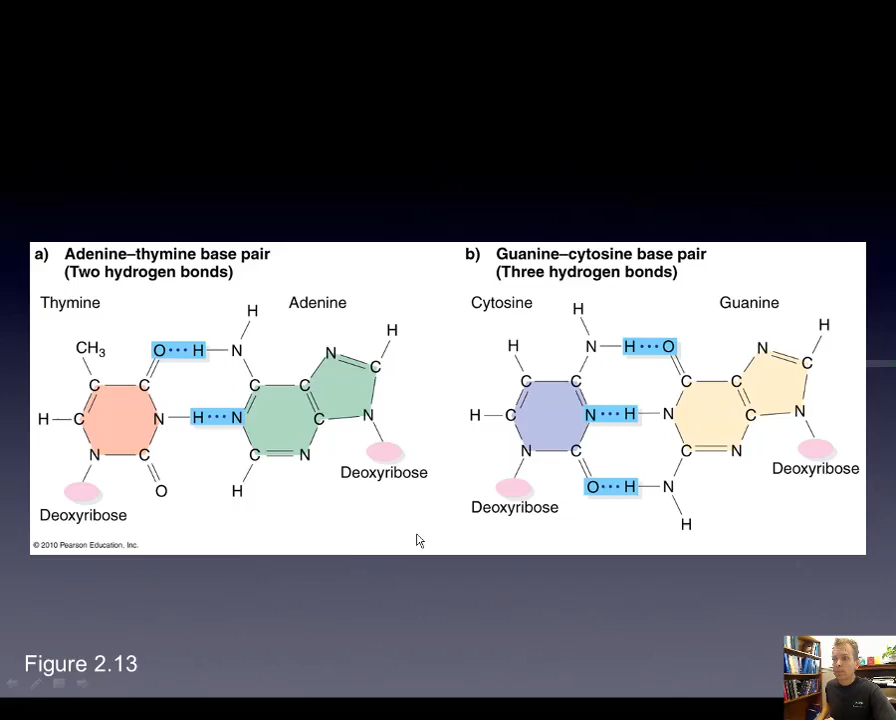 a) Adenine–thymine base pair
(Two hydrogen bonds)
Thymine
Adenine
H
H
CH3
O
H
N
N
C
C
C
C
C
H
C
N
H
N
C
N
N
C
C
N
O
H
Deoxyribose
Deoxyribose
© 2010 Pearson Education, Inc.
b) Guanine–cytosine base pair
(Three hydrogen bonds)
Cytosine
Guanine
H
H
H
N
H
O
N
C
C
C
C
C
H
C
N
H
N
C
N
N
C
C
N
O
H
N
H
Deoxyribose
Deoxyribose
Figure 2.13